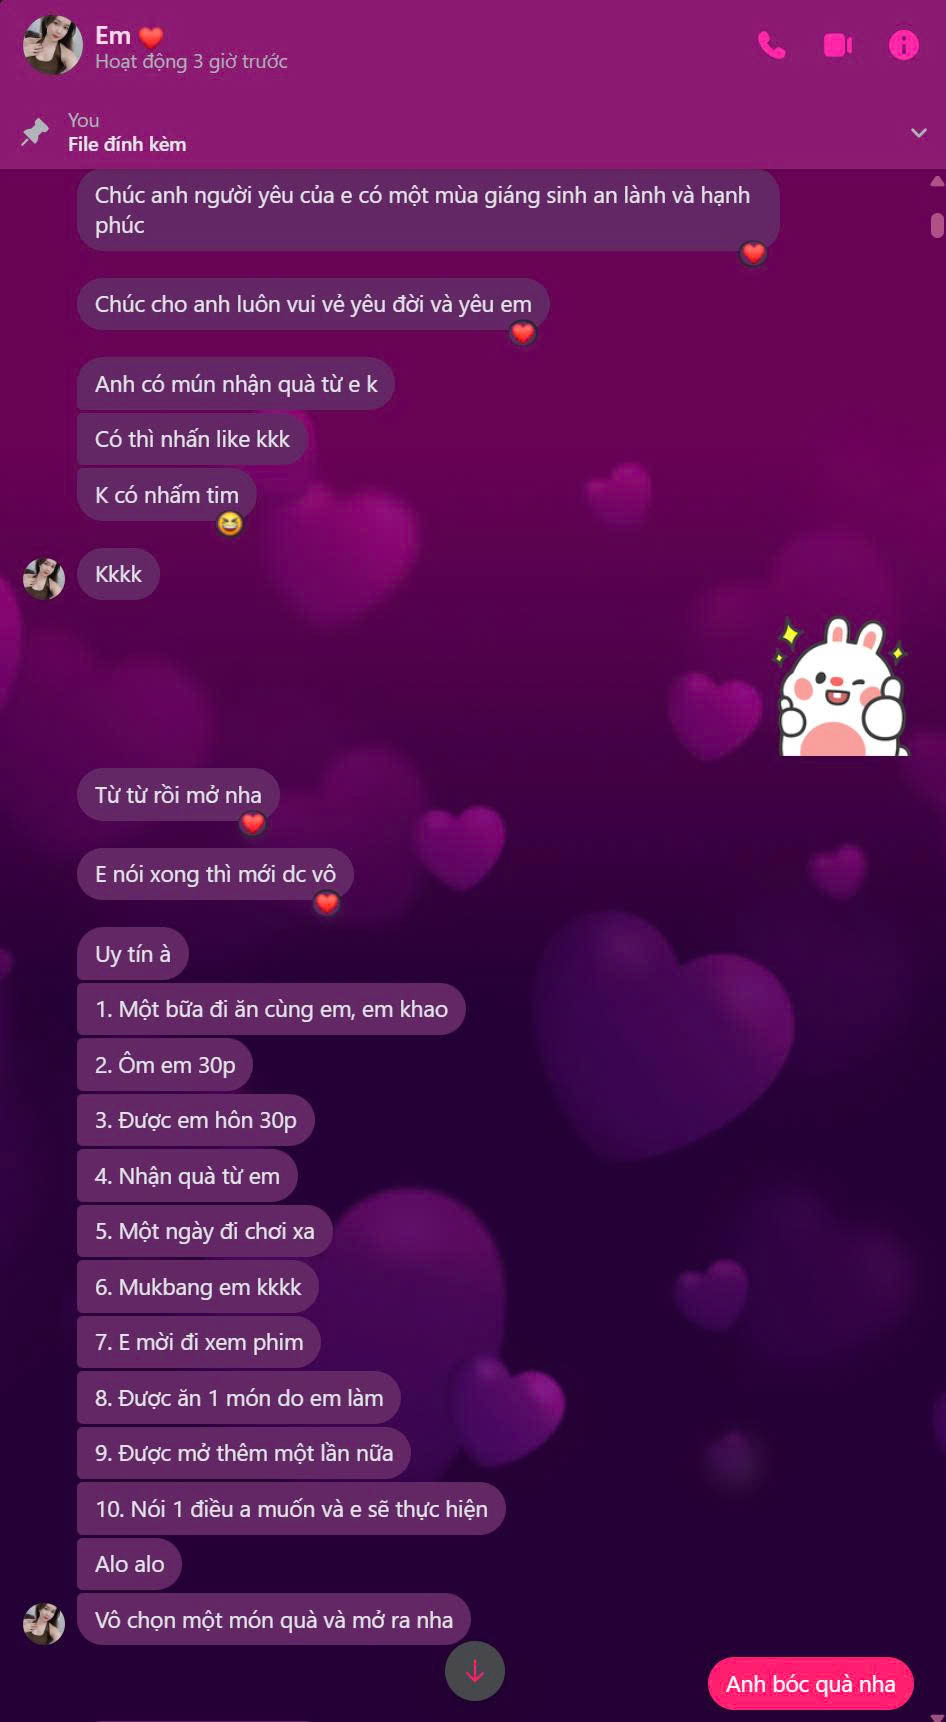 Em ❤️
Hoạt động 3 giờ trước
You
File đính kèm
Chúc anh người yêu của e có một mùa giáng sinh an lành và hạnh
phúc
Chúc cho anh luôn vui vẻ yêu đời và yêu em
Anh có mún nhận quà từ e k
Có thì nhấn like kkk
K có nhấm tim
Kkkk
Từ từ rồi mở nha
E nói xong thì mới dc vô
Uy tín à
1. Một bữa đi ăn cùng em, em khao
2. Ôm em 30p
3. Được em hôn 30p
4. Nhận quà từ em
5. Một ngày đi chơi xa
6. Mukbang em kkkk
7. E mời đi xem phim
8. Được ăn 1 món do em làm
9. Được mở thêm một lần nữa
10. Nói 1 điều a muốn và e sẽ thực hiện
Alo alo
Vô chọn một món quà và mở ra nha
Anh bóc quà nha